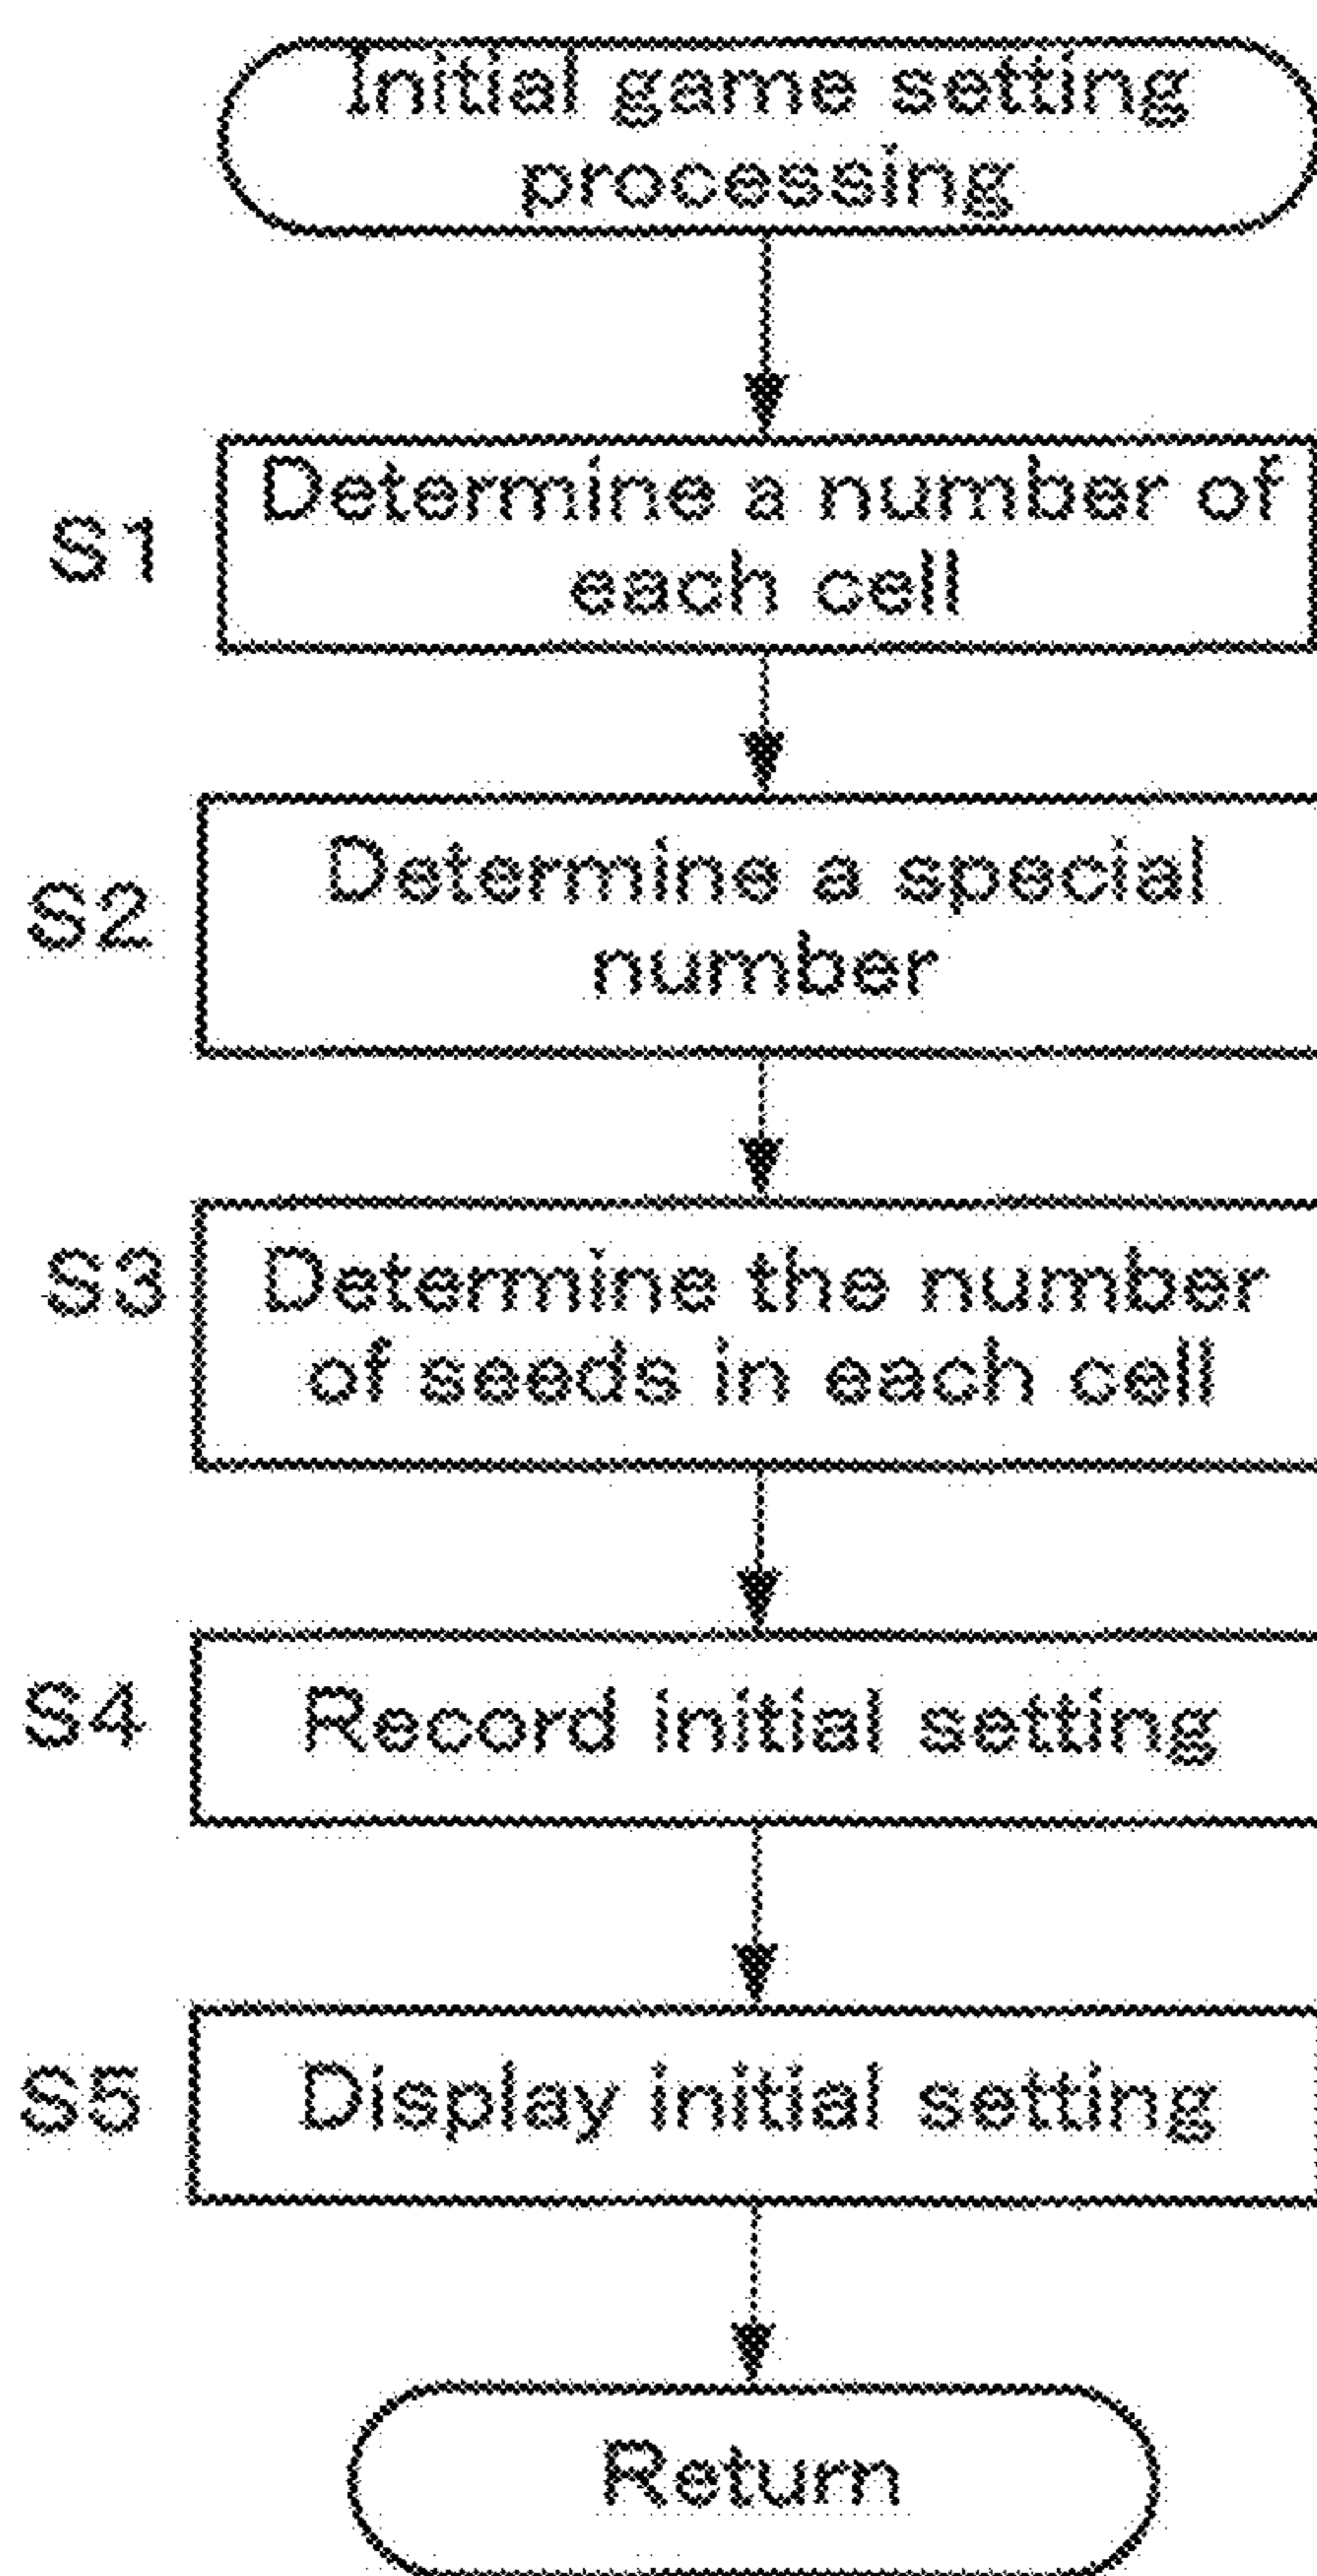 Initial game setting
processing
S1
Determine a number of
each cell
S2
Determine a special
number
S3
Determine the number
of seeds in each cell
S4
Record initial setting
S5
Display initial setting
Return